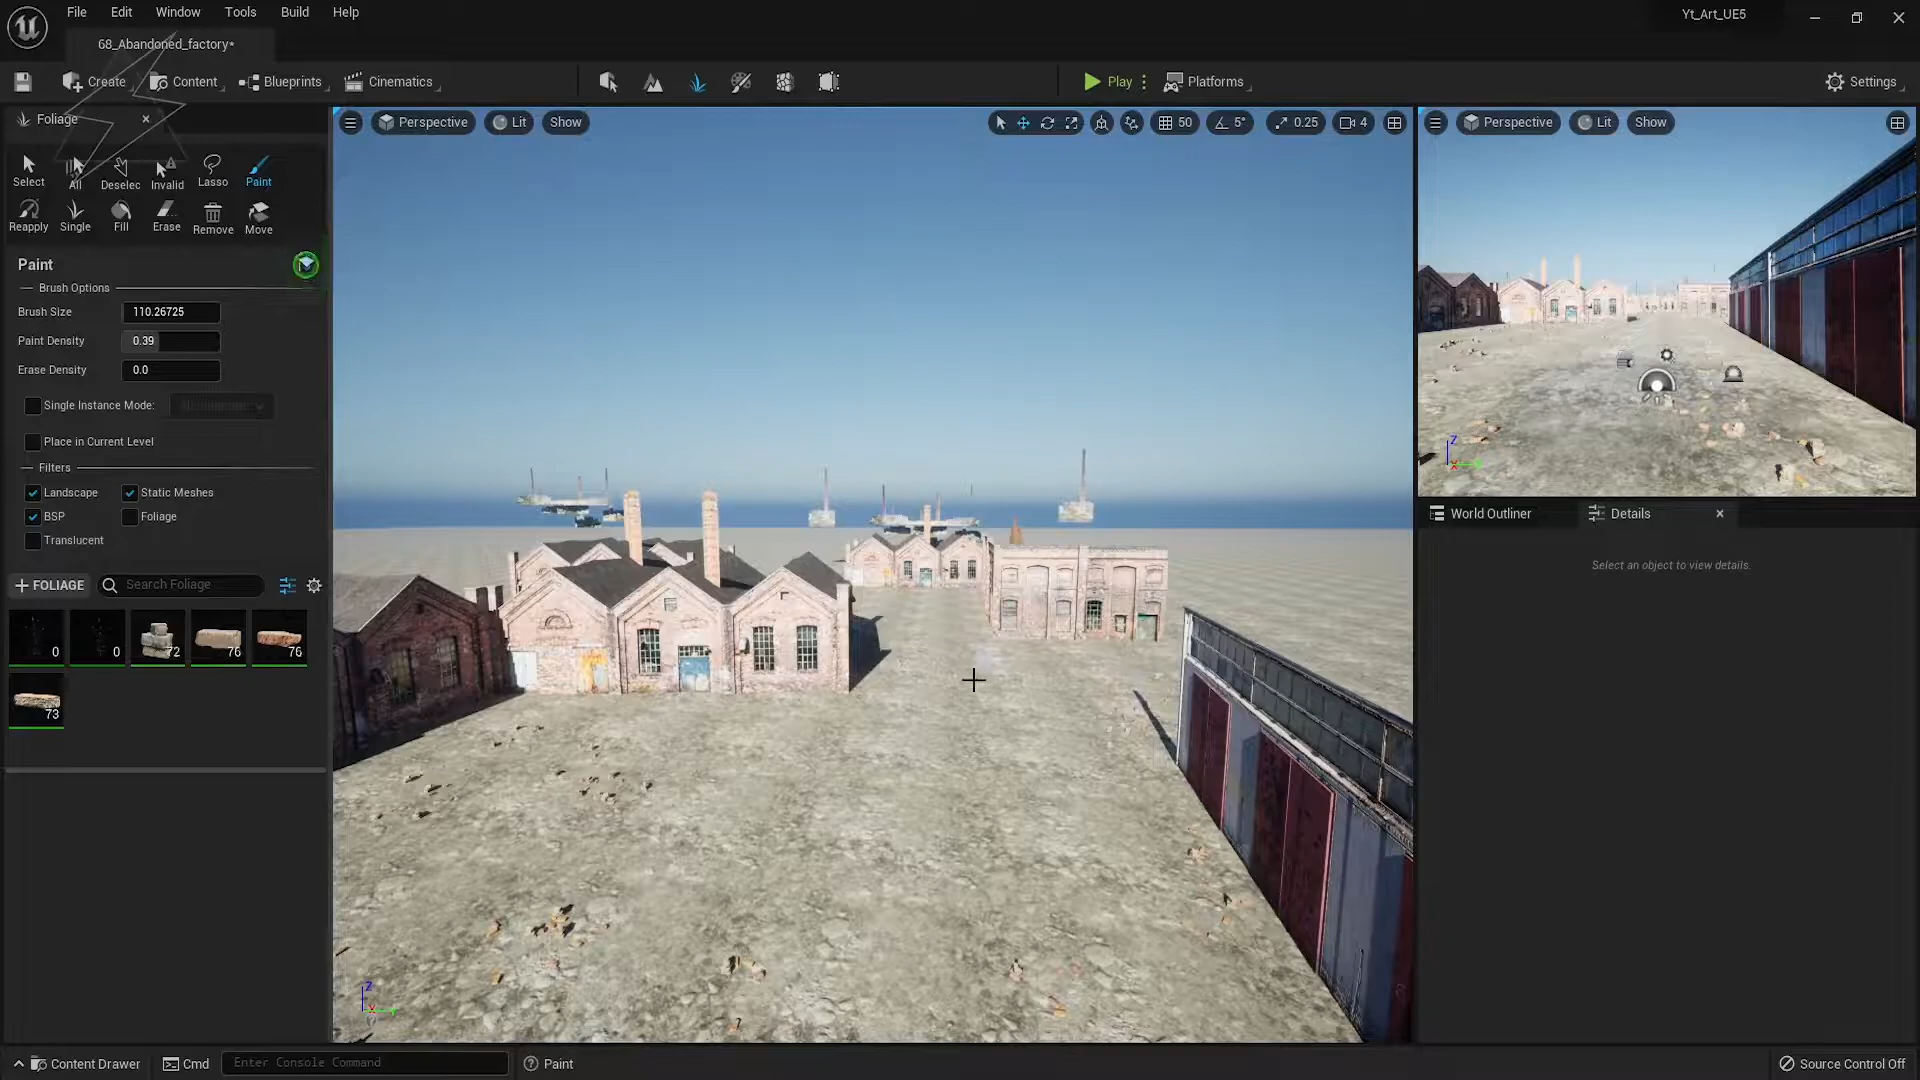 File Edit Window Tools Build Help
Yt_Art_UE5
68_Abandoned_factory*
Create Content Blueprints Cinematics Play Platforms Settings
Foliage
Perspective Lit Show 50 5° 0.25 4
Perspective Lit Show
Select All Deselec Invalid Lasso Paint
Reapply Single Fill Erase Remove Move
Paint
Brush Options
Brush Size 110.26725
Paint Density 0.39
Erase Density 0.0
Single Instance Mode:
Place in Current Level
Filters
Landscape Static Meshes
BSP Foliage
Translucent
+ FOLIAGE Search Foliage
0 0 72 76 76
73
World Outliner Details
Select an object to view details.
Z X Y
Z X Y
Content Drawer Cmd Enter Console Command Paint Source Control Off